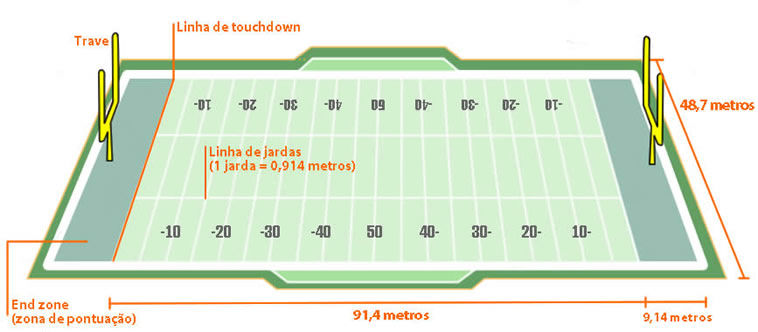 Linha de touchdown
Trave
-10 20- -30 -40 50 -40- -30- -20- -10-
48,7 metros
Linha de jardas
(1 jarda = 0,914 metros)
-10 -20 -30 -40 50 40- 30- 20- 10-
End zone
(zona de pontuação)
91,4 metros
9,14 metros